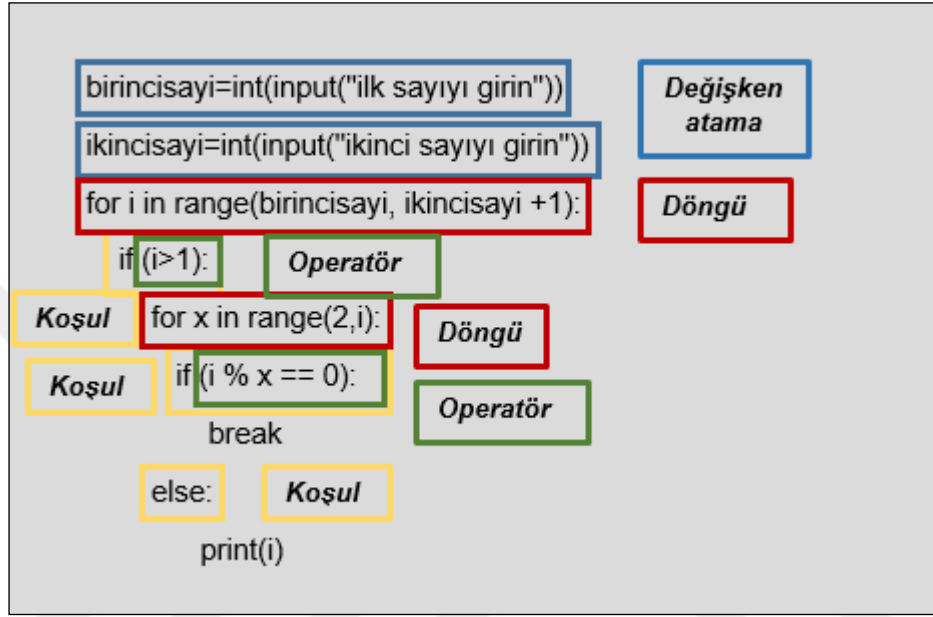 birincisayi=int(input("ilk sayıyı girin"))
Değişken
atama
ikincisayi=int(input("ikinci sayıyı girin"))
for i in range(birincisayi, ikincisayi +1):
Döngü
if (i>1):
Operatör
Koşul
for x in range(2,i):
Döngü
Koşul
if (i % x == 0):
Operatör
break
else:
Koşul
print(i)